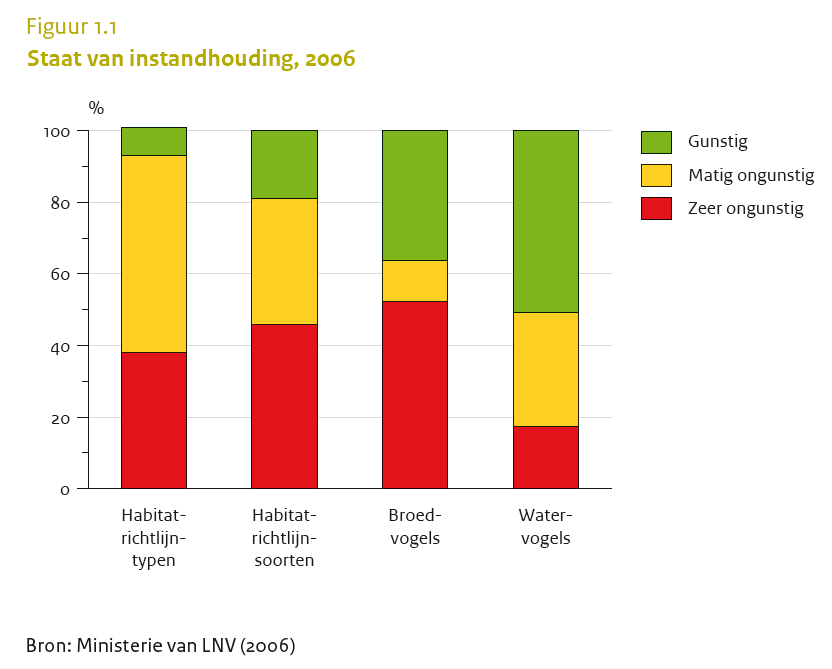 Figuur 1.1
Staat van instandhouding, 2006
%
100
80
60
40
20
0
Gunstig
Matig ongunstig
Zeer ongunstig
Habitat-
richtlijn-
typen
Habitat-
richtlijn-
soorten
Broed-
vogels
Water-
vogels
Bron: Ministerie van LNV (2006)